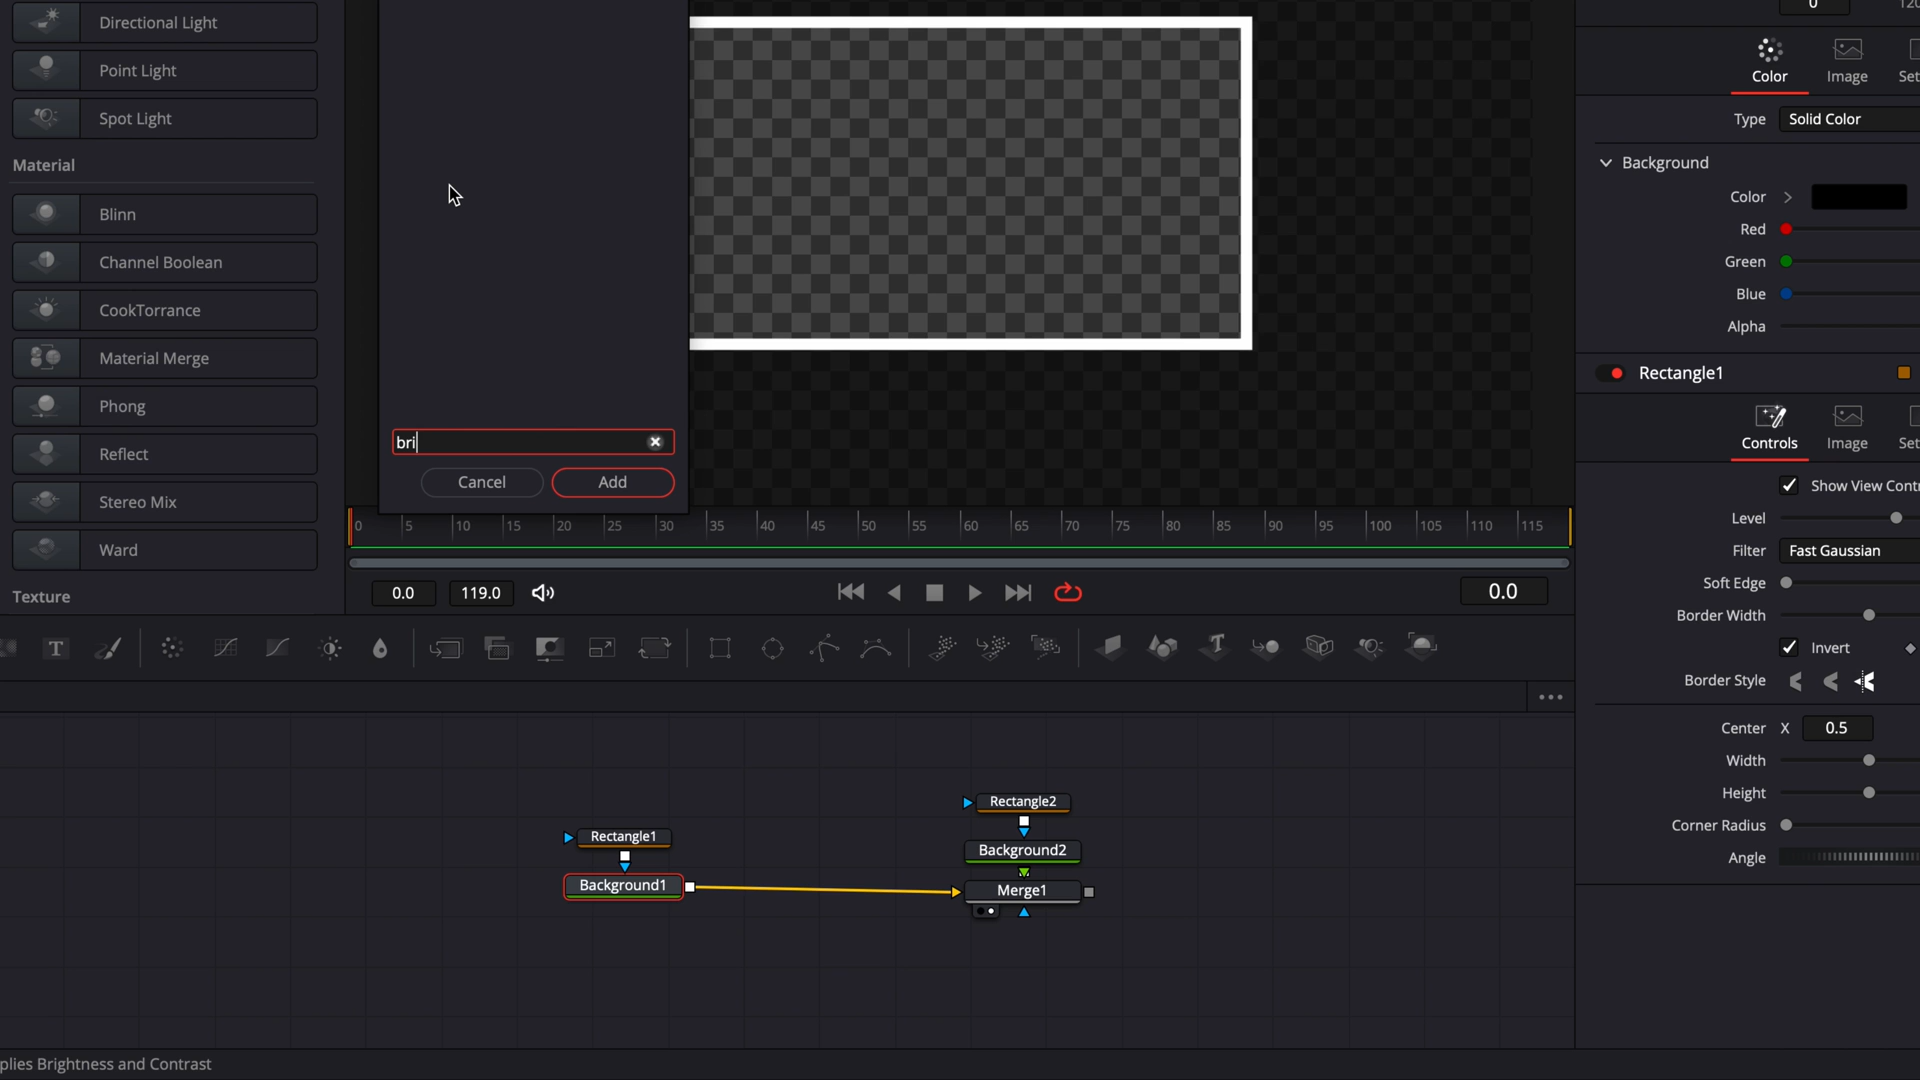 Directional Light
Point Light
Spot Light
Material
Blinn
Channel Boolean
CookTorrance
Material Merge
Phong
Reflect
Stereo Mix
Ward
Texture
bri
Cancel
Add
0 5 10 15 20 25 30 35 40 45 50 55 60 65 70 75 80 85 90 95 100 105 110 115
0.0
119.0
0.0
Rectangle1
Background1
Rectangle2
Background2
Merge1
plies Brightness and Contrast
0
120
Color
Image
Set
Type
Solid Color
Background
Color
Red
Green
Blue
Alpha
Rectangle1
Controls
Image
Set
Show View Contr
Level
Filter
Fast Gaussian
Soft Edge
Border Width
Invert
Border Style
Center X 0.5
Width
Height
Corner Radius
Angle